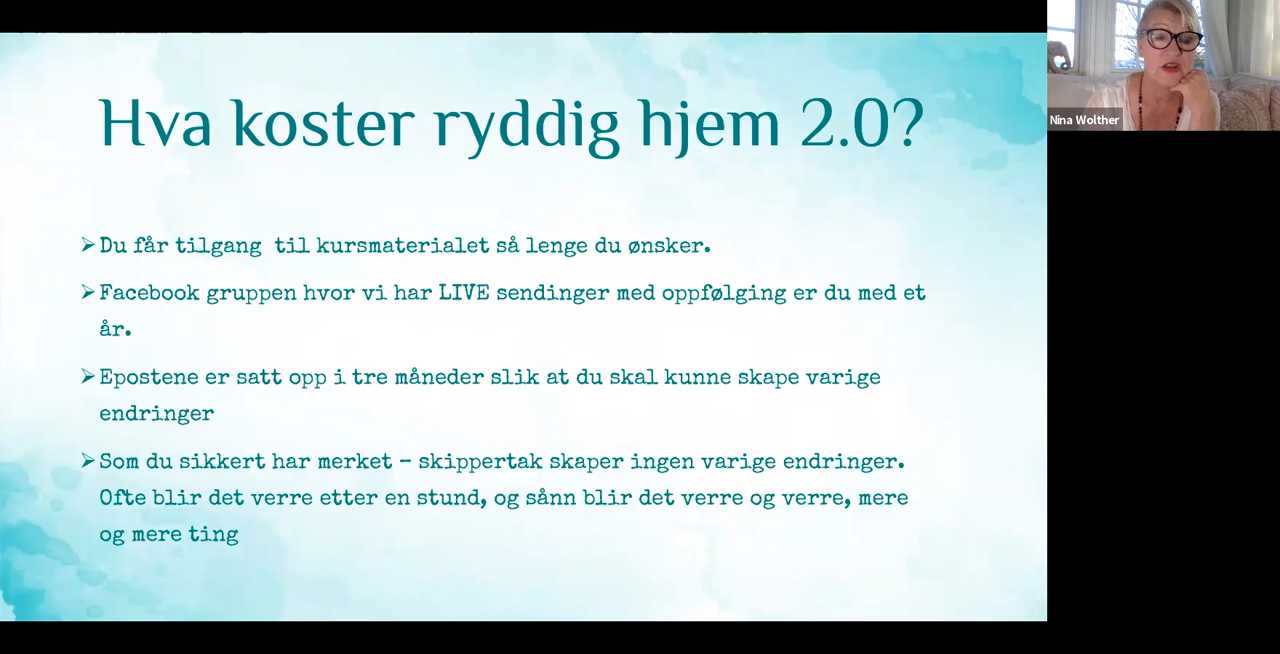 Hva koster ryddig hjem 2.0?
Du får tilgang til kursmaterialet så lenge du ønsker.
Facebook gruppen hvor vi har LIVE sendinger med oppfølging er du med et
år.
Epostene er satt opp i tre måneder slik at du skal kunne skape varige
endringer
Som du sikkert har merket – skippertak skaper ingen varige endringer.
Ofte blir det verre etter en stund, og sånn blir det verre og verre, mere
og mere ting
Nina Wolther